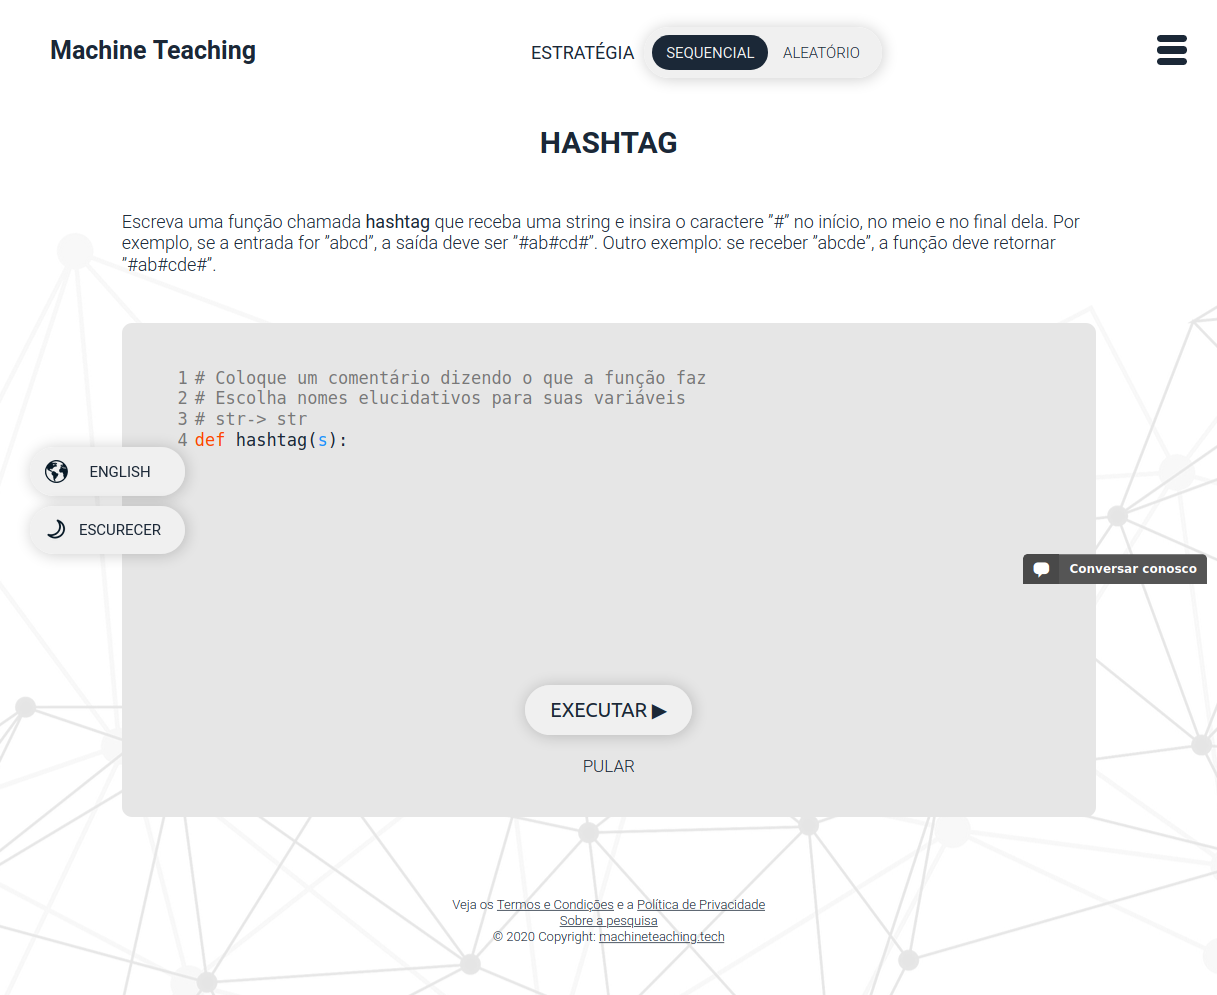 Machine Teaching
ESTRATÉGIA SEQUENCIAL ALEATÓRIO
HASHTAG
Escreva uma função chamada hashtag que receba uma string e insira o caractere ”#” no início, no meio e no final dela. Por
exemplo, se a entrada for ”abcd”, a saída deve ser ”#ab#cd#”. Outro exemplo: se receber ”abcde”, a função deve retornar
”#ab#cde#”.
1 # Coloque um comentário dizendo o que a função faz
2 # Escolha nomes elucidativos para suas variáveis
3 # str-> str
4 def hashtag(s):
ENGLISH
ESCURECER
Conversar conosco
EXECUTAR ▶
PULAR
Veja os Termos e Condições e a Política de Privacidade
Sobre a pesquisa
© 2020 Copyright: machineteaching.tech